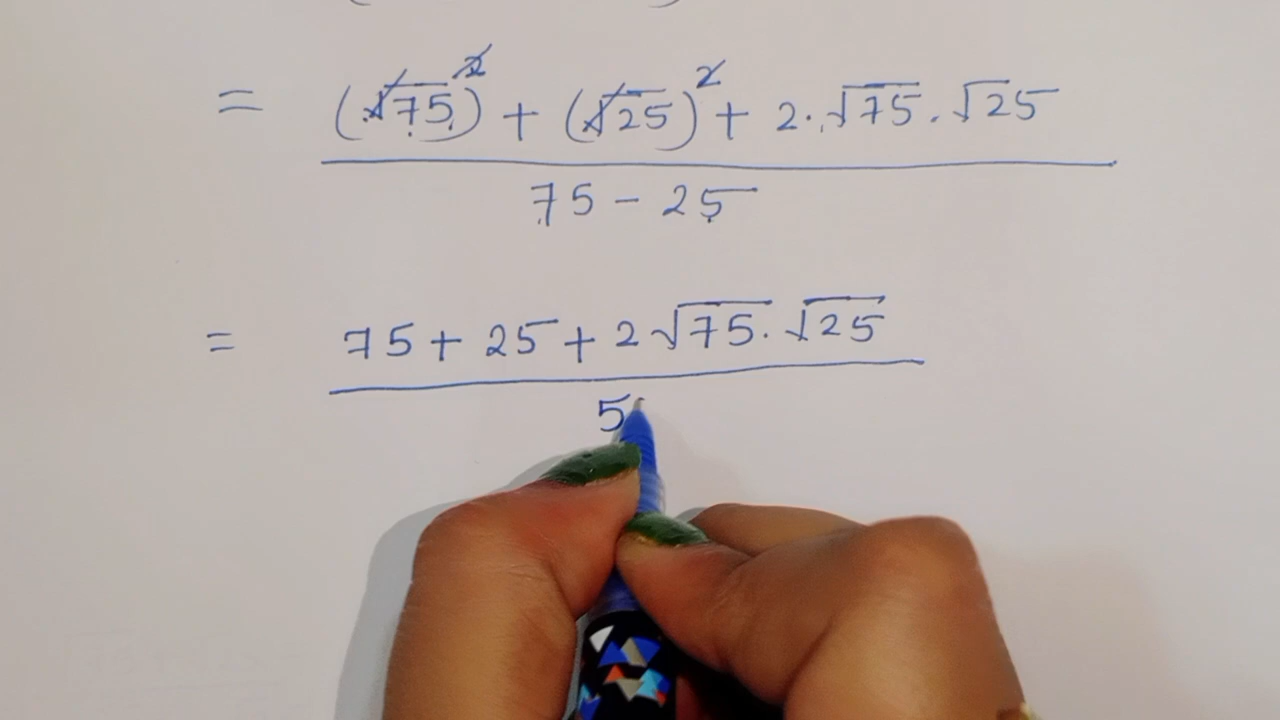 = (√75)² + (√25)² + 2·√75·√25
75 - 25
= 75 + 25 + 2√75·√25
5